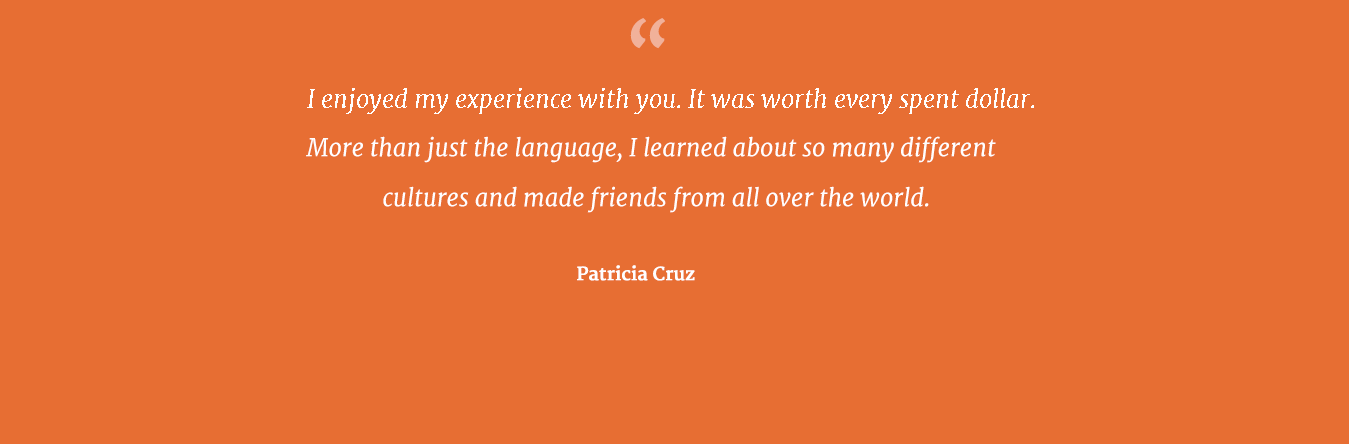 “
I enjoyed my experience with you. It was worth every spent dollar.
More than just the language, I learned about so many different
cultures and made friends from all over the world.
Patricia Cruz